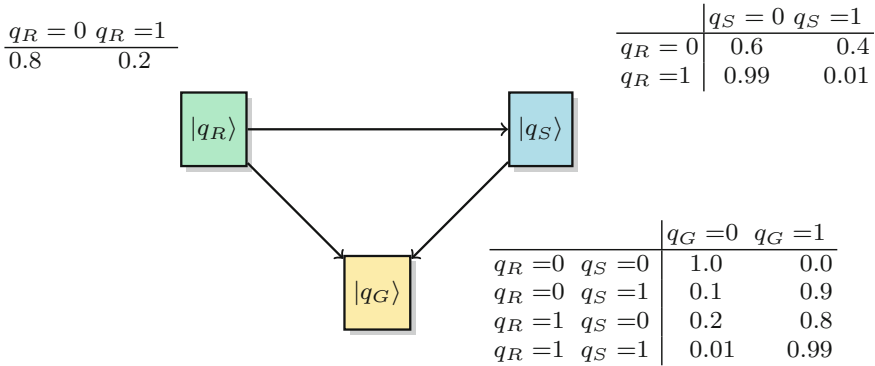 q_R = 0 q_R = 1
0.8 0.2
q_S = 0 q_S = 1
q_R = 0 0.6 0.4
q_R = 1 0.99 0.01
|q_R⟩
|q_S⟩
|q_G⟩
q_G = 0 q_G = 1
q_R = 0 q_S = 0 1.0 0.0
q_R = 0 q_S = 1 0.1 0.9
q_R = 1 q_S = 0 0.2 0.8
q_R = 1 q_S = 1 0.01 0.99